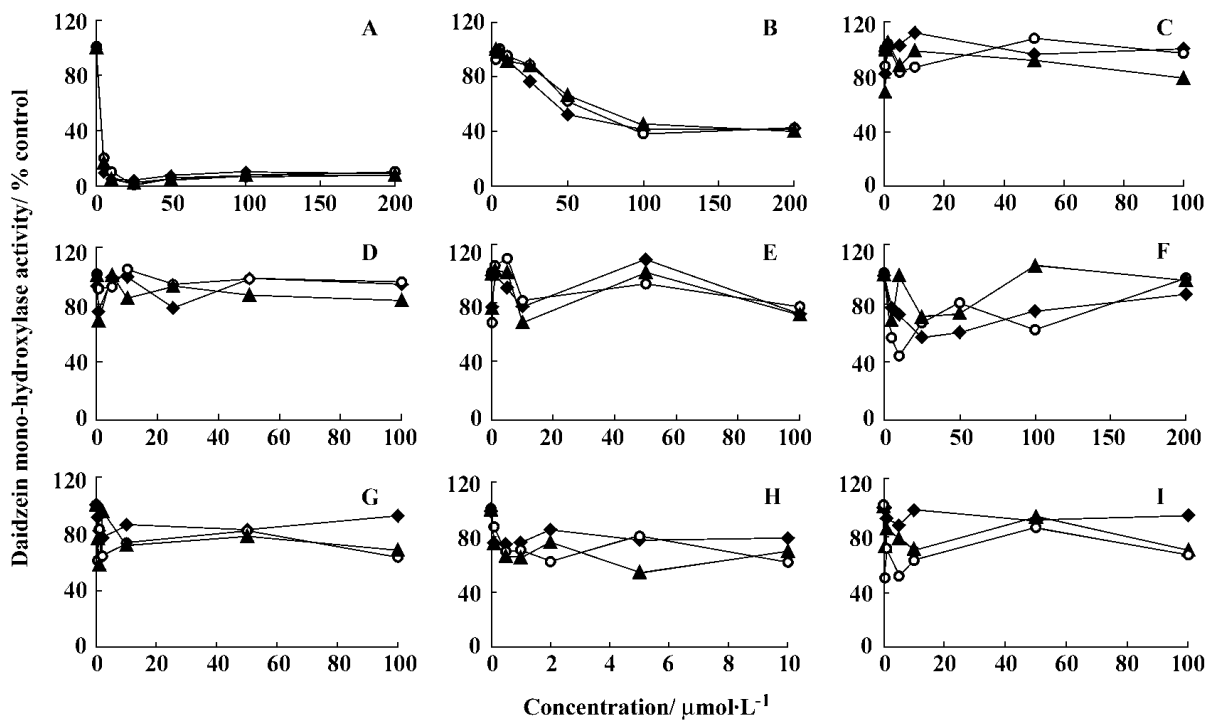 Daidzein mono-hydroxylase activity/ % control
120
80
40
0
A
0 50 100 150 200
120
80
40
0
B
0 50 100 150 200
120
80
40
0
C
0 20 40 60 80 100
120
80
40
0
D
0 20 40 60 80 100
120
80
40
0
E
0 20 40 60 80 100
120
80
40
0
F
0 50 100 150 200
120
80
40
0
G
0 20 40 60 80 100
120
80
40
0
H
0 2 4 6 8 10
120
80
40
0
I
0 20 40 60 80 100
Concentration/ μmol·L⁻¹